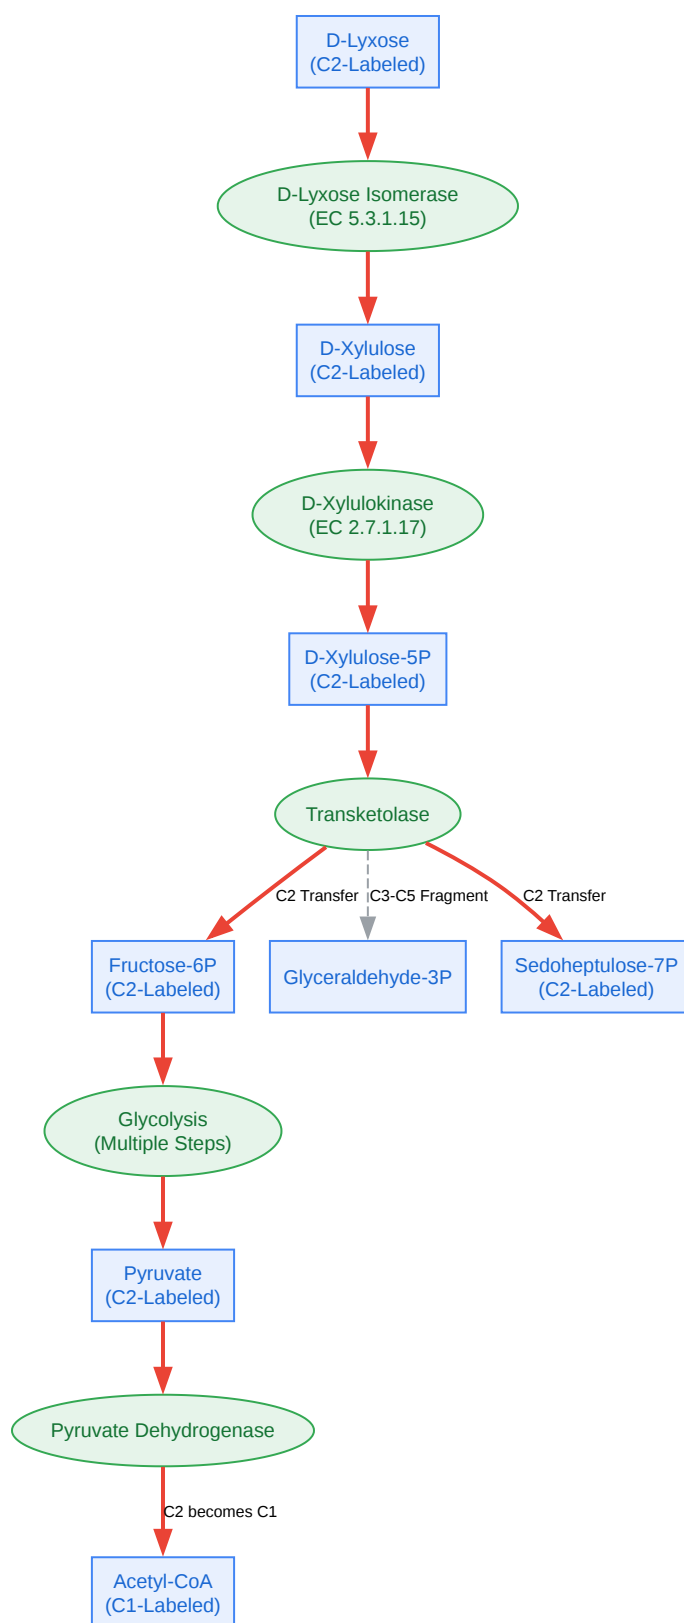 D-Lyxose
(C2-Labeled)
D-Lyxose Isomerase
(EC 5.3.1.15)
D-Xylulose
(C2-Labeled)
D-Xylulokinase
(EC 2.7.1.17)
D-Xylulose-5P
(C2-Labeled)
Transketolase
C2 Transfer
C3-C5 Fragment
C2 Transfer
Fructose-6P
(C2-Labeled)
Glyceraldehyde-3P
Sedoheptulose-7P
(C2-Labeled)
Glycolysis
(Multiple Steps)
Pyruvate
(C2-Labeled)
Pyruvate Dehydrogenase
C2 becomes C1
Acetyl-CoA
(C1-Labeled)